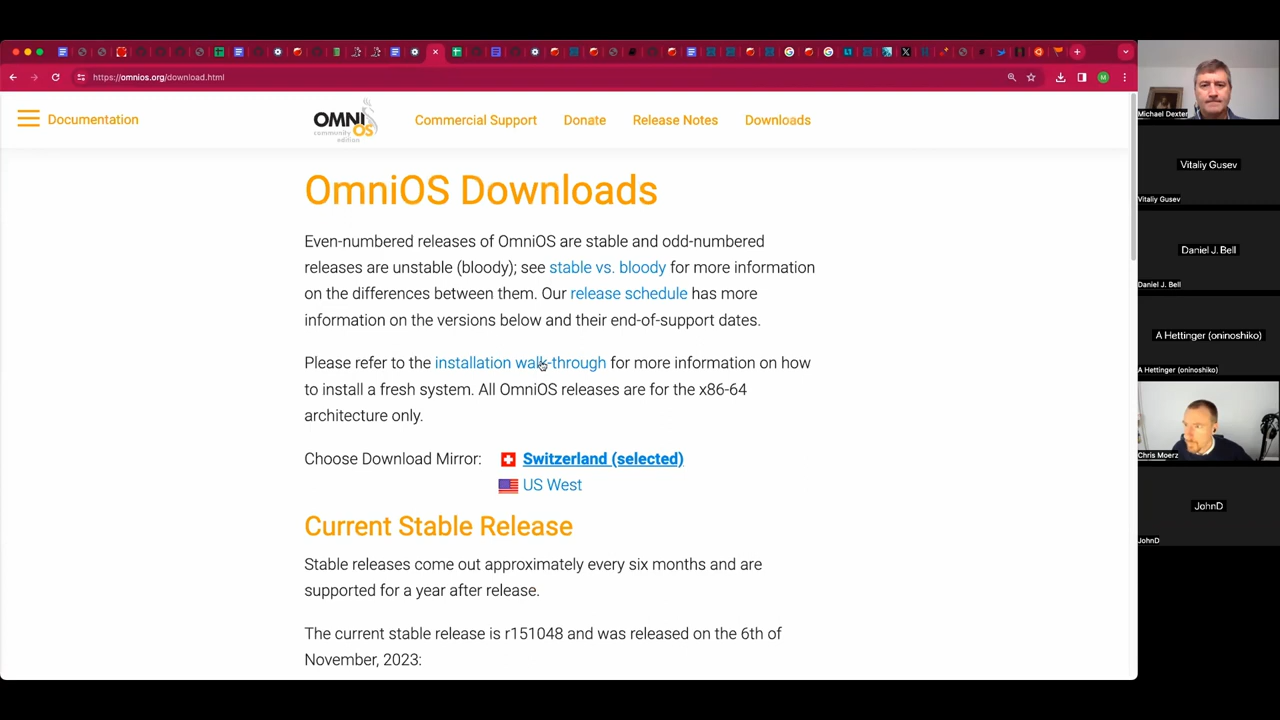 https://omnios.org/download.html
Documentation
OMNI OS
community edition
Commercial Support
Donate
Release Notes
Downloads
OmniOS Downloads
Even-numbered releases of OmniOS are stable and odd-numbered
releases are unstable (bloody); see stable vs. bloody for more information
on the differences between them. Our release schedule has more
information on the versions below and their end-of-support dates.
Please refer to the installation walk-through for more information on how
to install a fresh system. All OmniOS releases are for the x86-64
architecture only.
Choose Download Mirror: Switzerland (selected)
US West
Current Stable Release
Stable releases come out approximately every six months and are
supported for a year after release.
The current stable release is r151048 and was released on the 6th of
November, 2023:
Michael Dexter
Vitaliy Gusev
Vitaliy Gusev
Daniel J. Bell
Daniel J. Bell
A Hettinger (oninoshiko)
A Hettinger (oninoshiko)
Chris Moerz
JohnD
JohnD